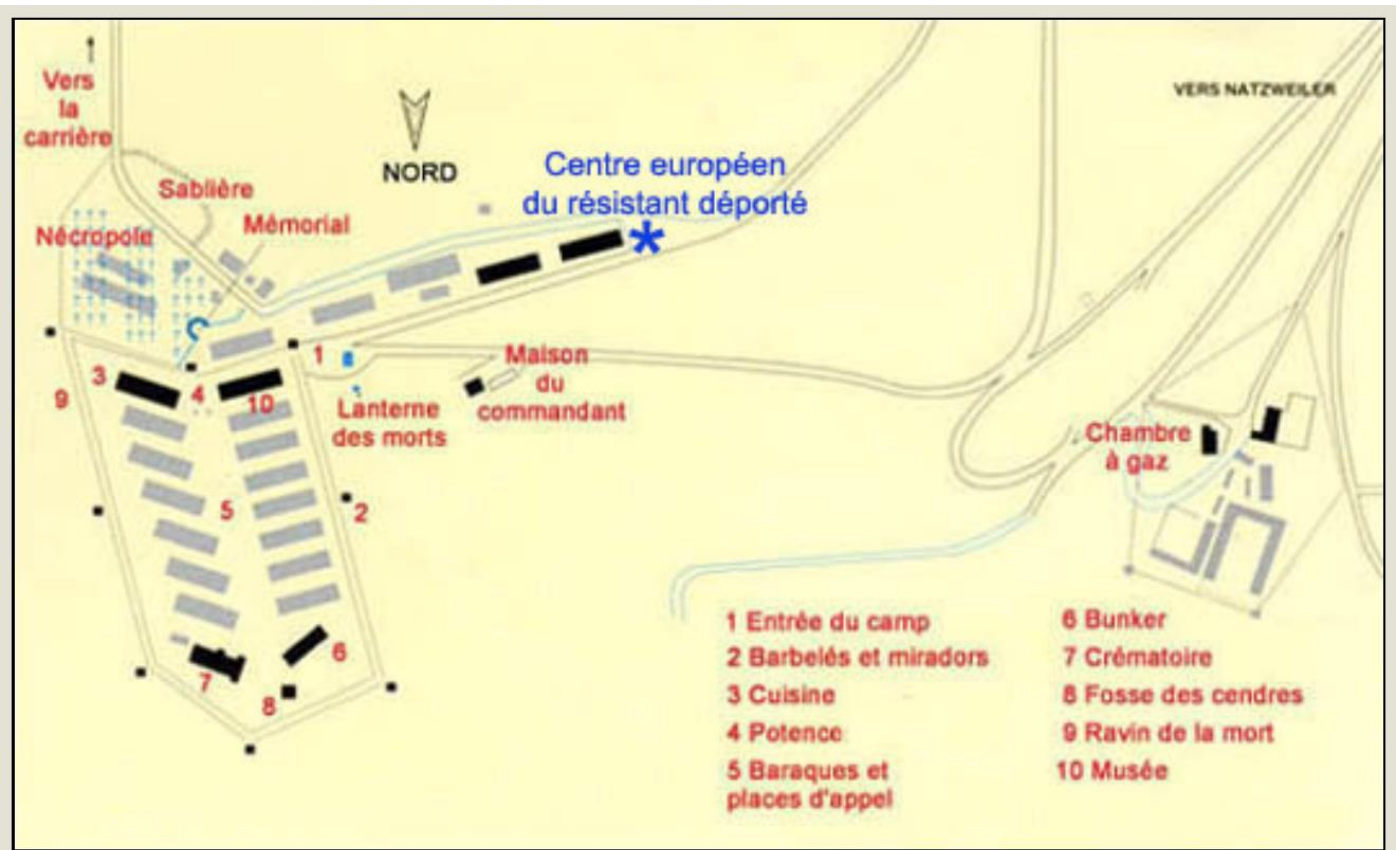 Vers
la
carrière
NORD
VERS NATZWEILER
Centre européen
du résistant déporté
*
Sablière
Mémorial
Nécropole
1
Maison
du
commandant
3
4
10
9
Lanterne
des morts
Chambre
à gaz
5
2
6
7
8
1 Entrée du camp
2 Barbelés et miradors
3 Cuisine
4 Potence
5 Baraques et
places d'appel
6 Bunker
7 Crématoire
8 Fosse des cendres
9 Ravin de la mort
10 Musée